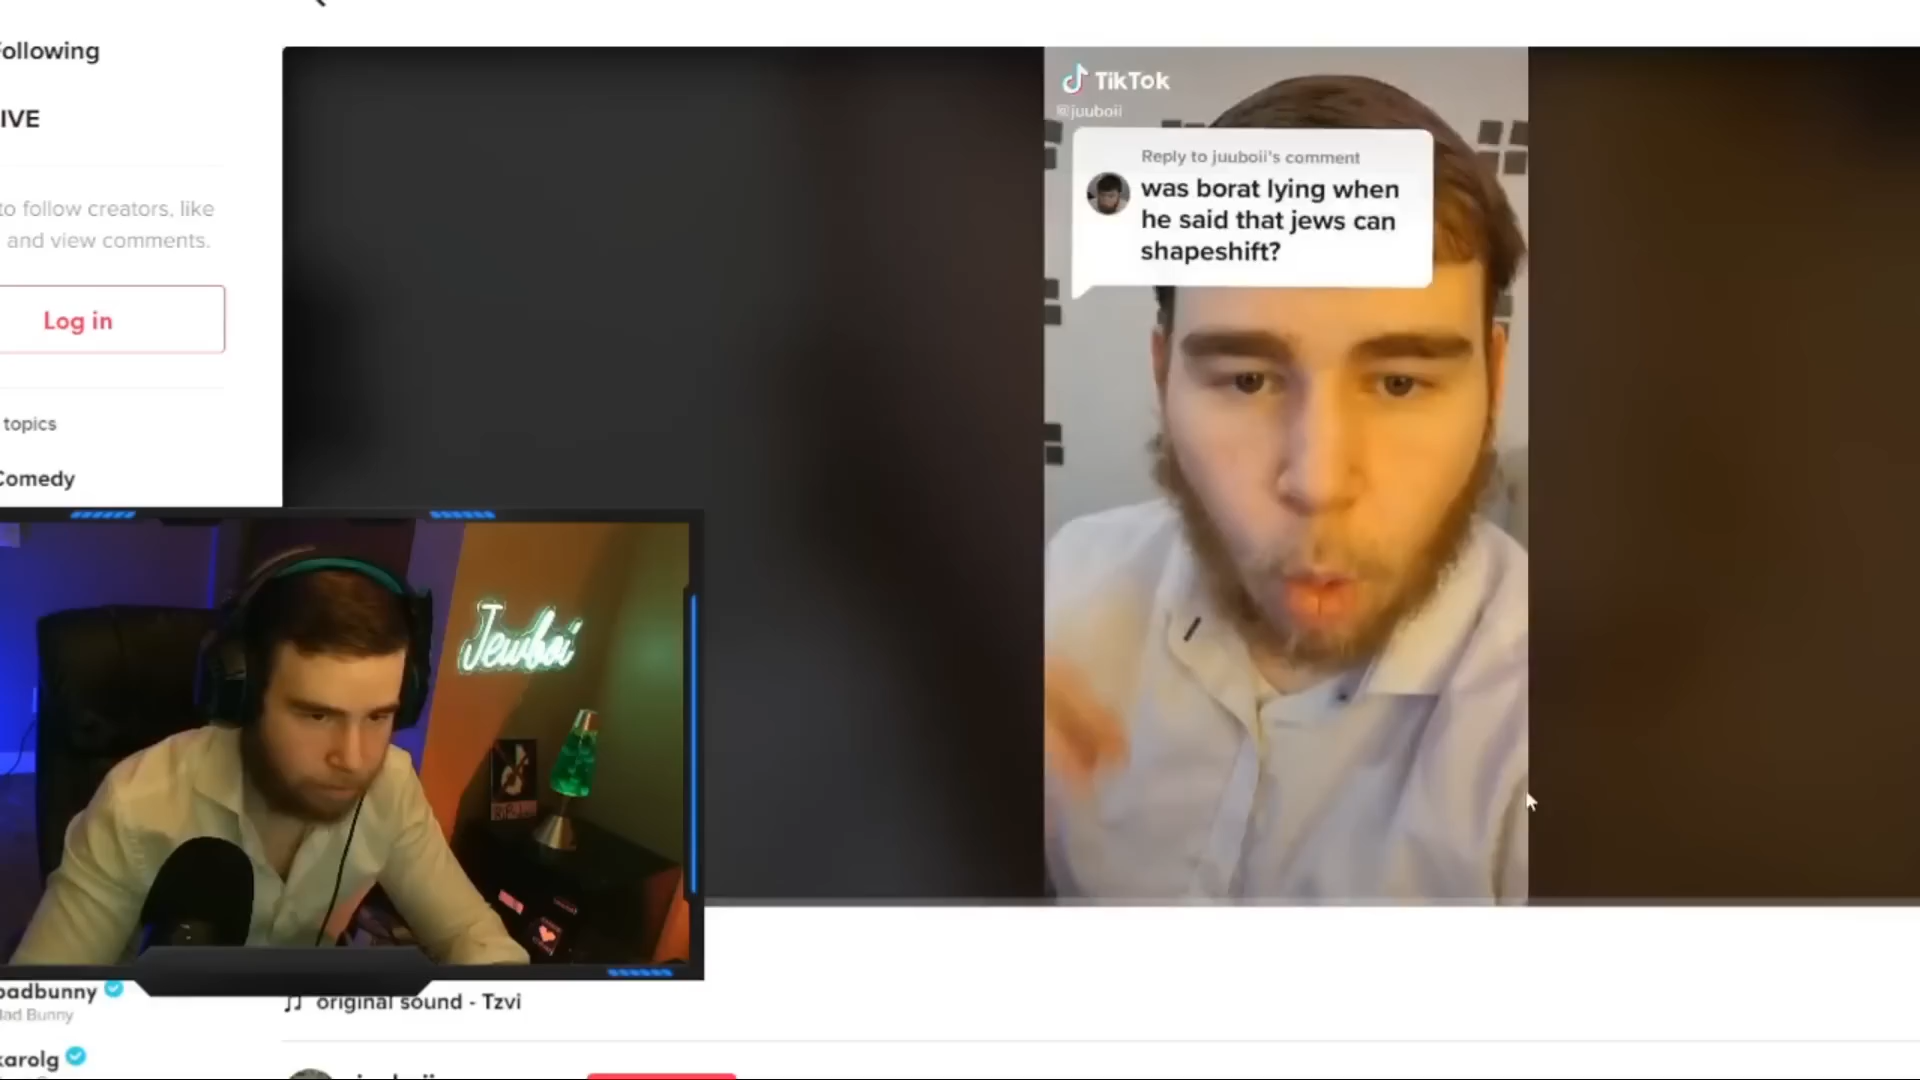 Following
IVE
to follow creators, like
and view comments.
Log in
topics
Comedy
TikTok
@juuboii
Reply to juuboii's comment
was borat lying when
he said that jews can
shapeshift?
Jewboi
badbunny
Bad Bunny
original sound - Tzvi
karolg